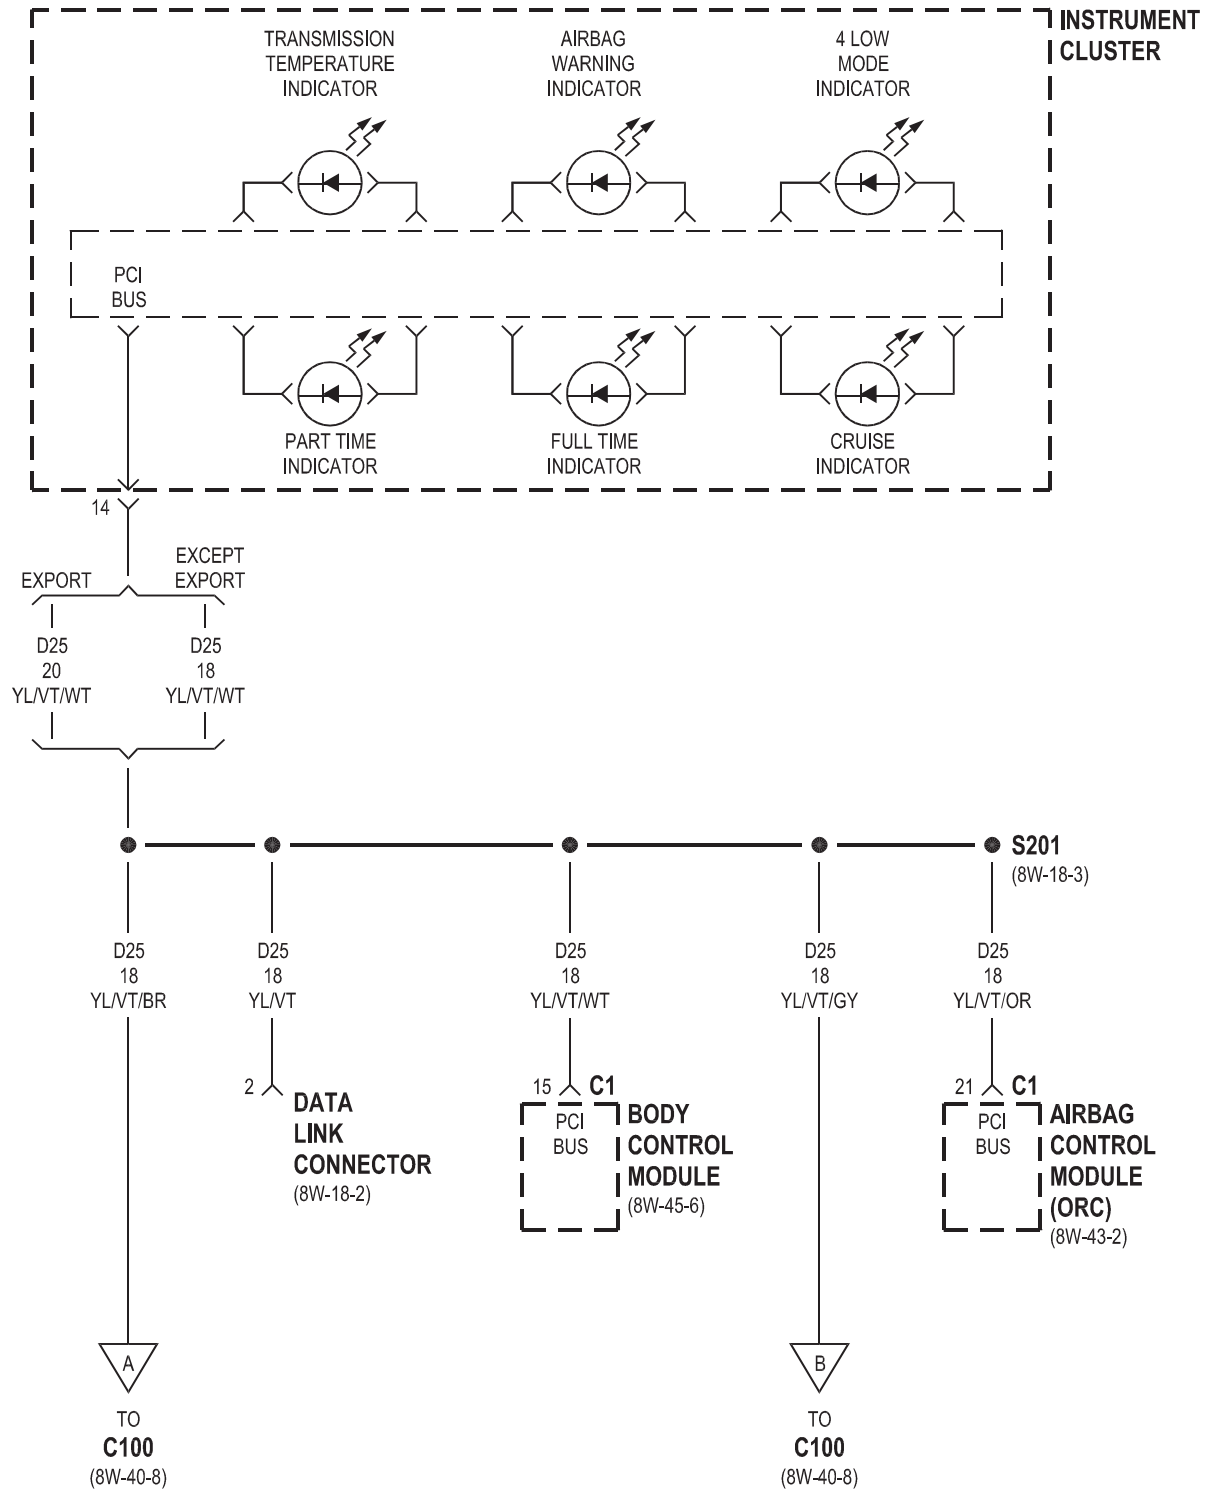 INSTRUMENT
CLUSTER
TRANSMISSION
TEMPERATURE
INDICATOR
AIRBAG
WARNING
INDICATOR
4 LOW
MODE
INDICATOR
PCI
BUS
PART TIME
INDICATOR
FULL TIME
INDICATOR
CRUISE
INDICATOR
14
EXPORT
EXCEPT
EXPORT
D25
20
YL/VT/WT
D25
18
YL/VT/WT
S201
(8W-18-3)
D25
18
YL/VT/BR
D25
18
YL/VT
D25
18
YL/VT/WT
D25
18
YL/VT/GY
D25
18
YL/VT/OR
2
DATA
LINK
CONNECTOR
(8W-18-2)
15
C1
PCI
BUS
BODY
CONTROL
MODULE
(8W-45-6)
21
C1
PCI
BUS
AIRBAG
CONTROL
MODULE
(ORC)
(8W-43-2)
A
TO
C100
(8W-40-8)
B
TO
C100
(8W-40-8)